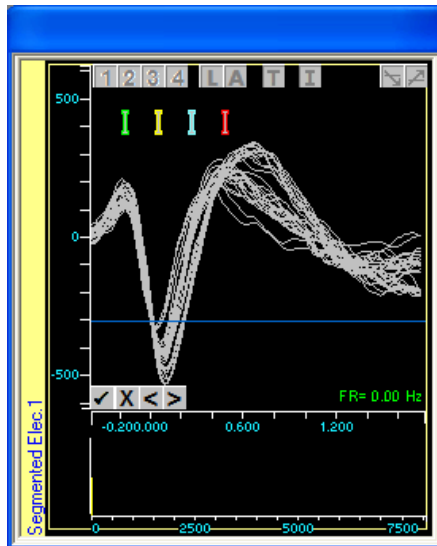 1 2 3 4 L A T I
500
0
-500
✓ X < >
FR= 0.00 Hz
-0.200.000 0.600 1.200
0 2500 5000 7500
Segmented Elec.1